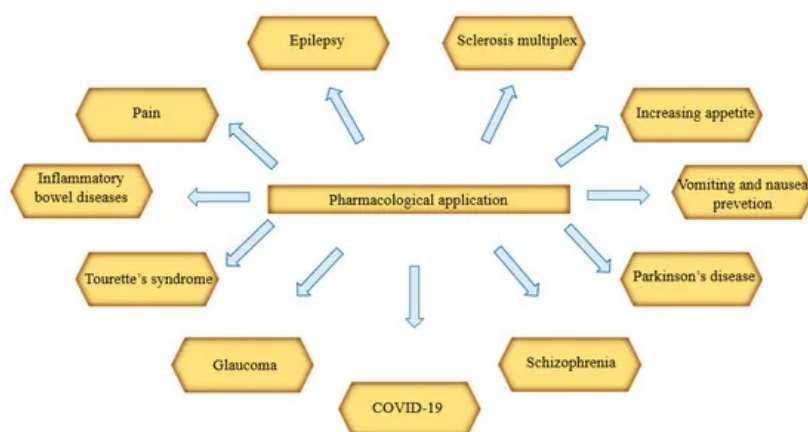 Epilepsy
Sclerosis multiplex
Pain
Increasing appetite
Inflammatory
bowel diseases
Pharmacological application
Vomiting and nausea
prevetion
Tourette's syndrome
Parkinson's disease
Glaucoma
Schizophrenia
COVID-19